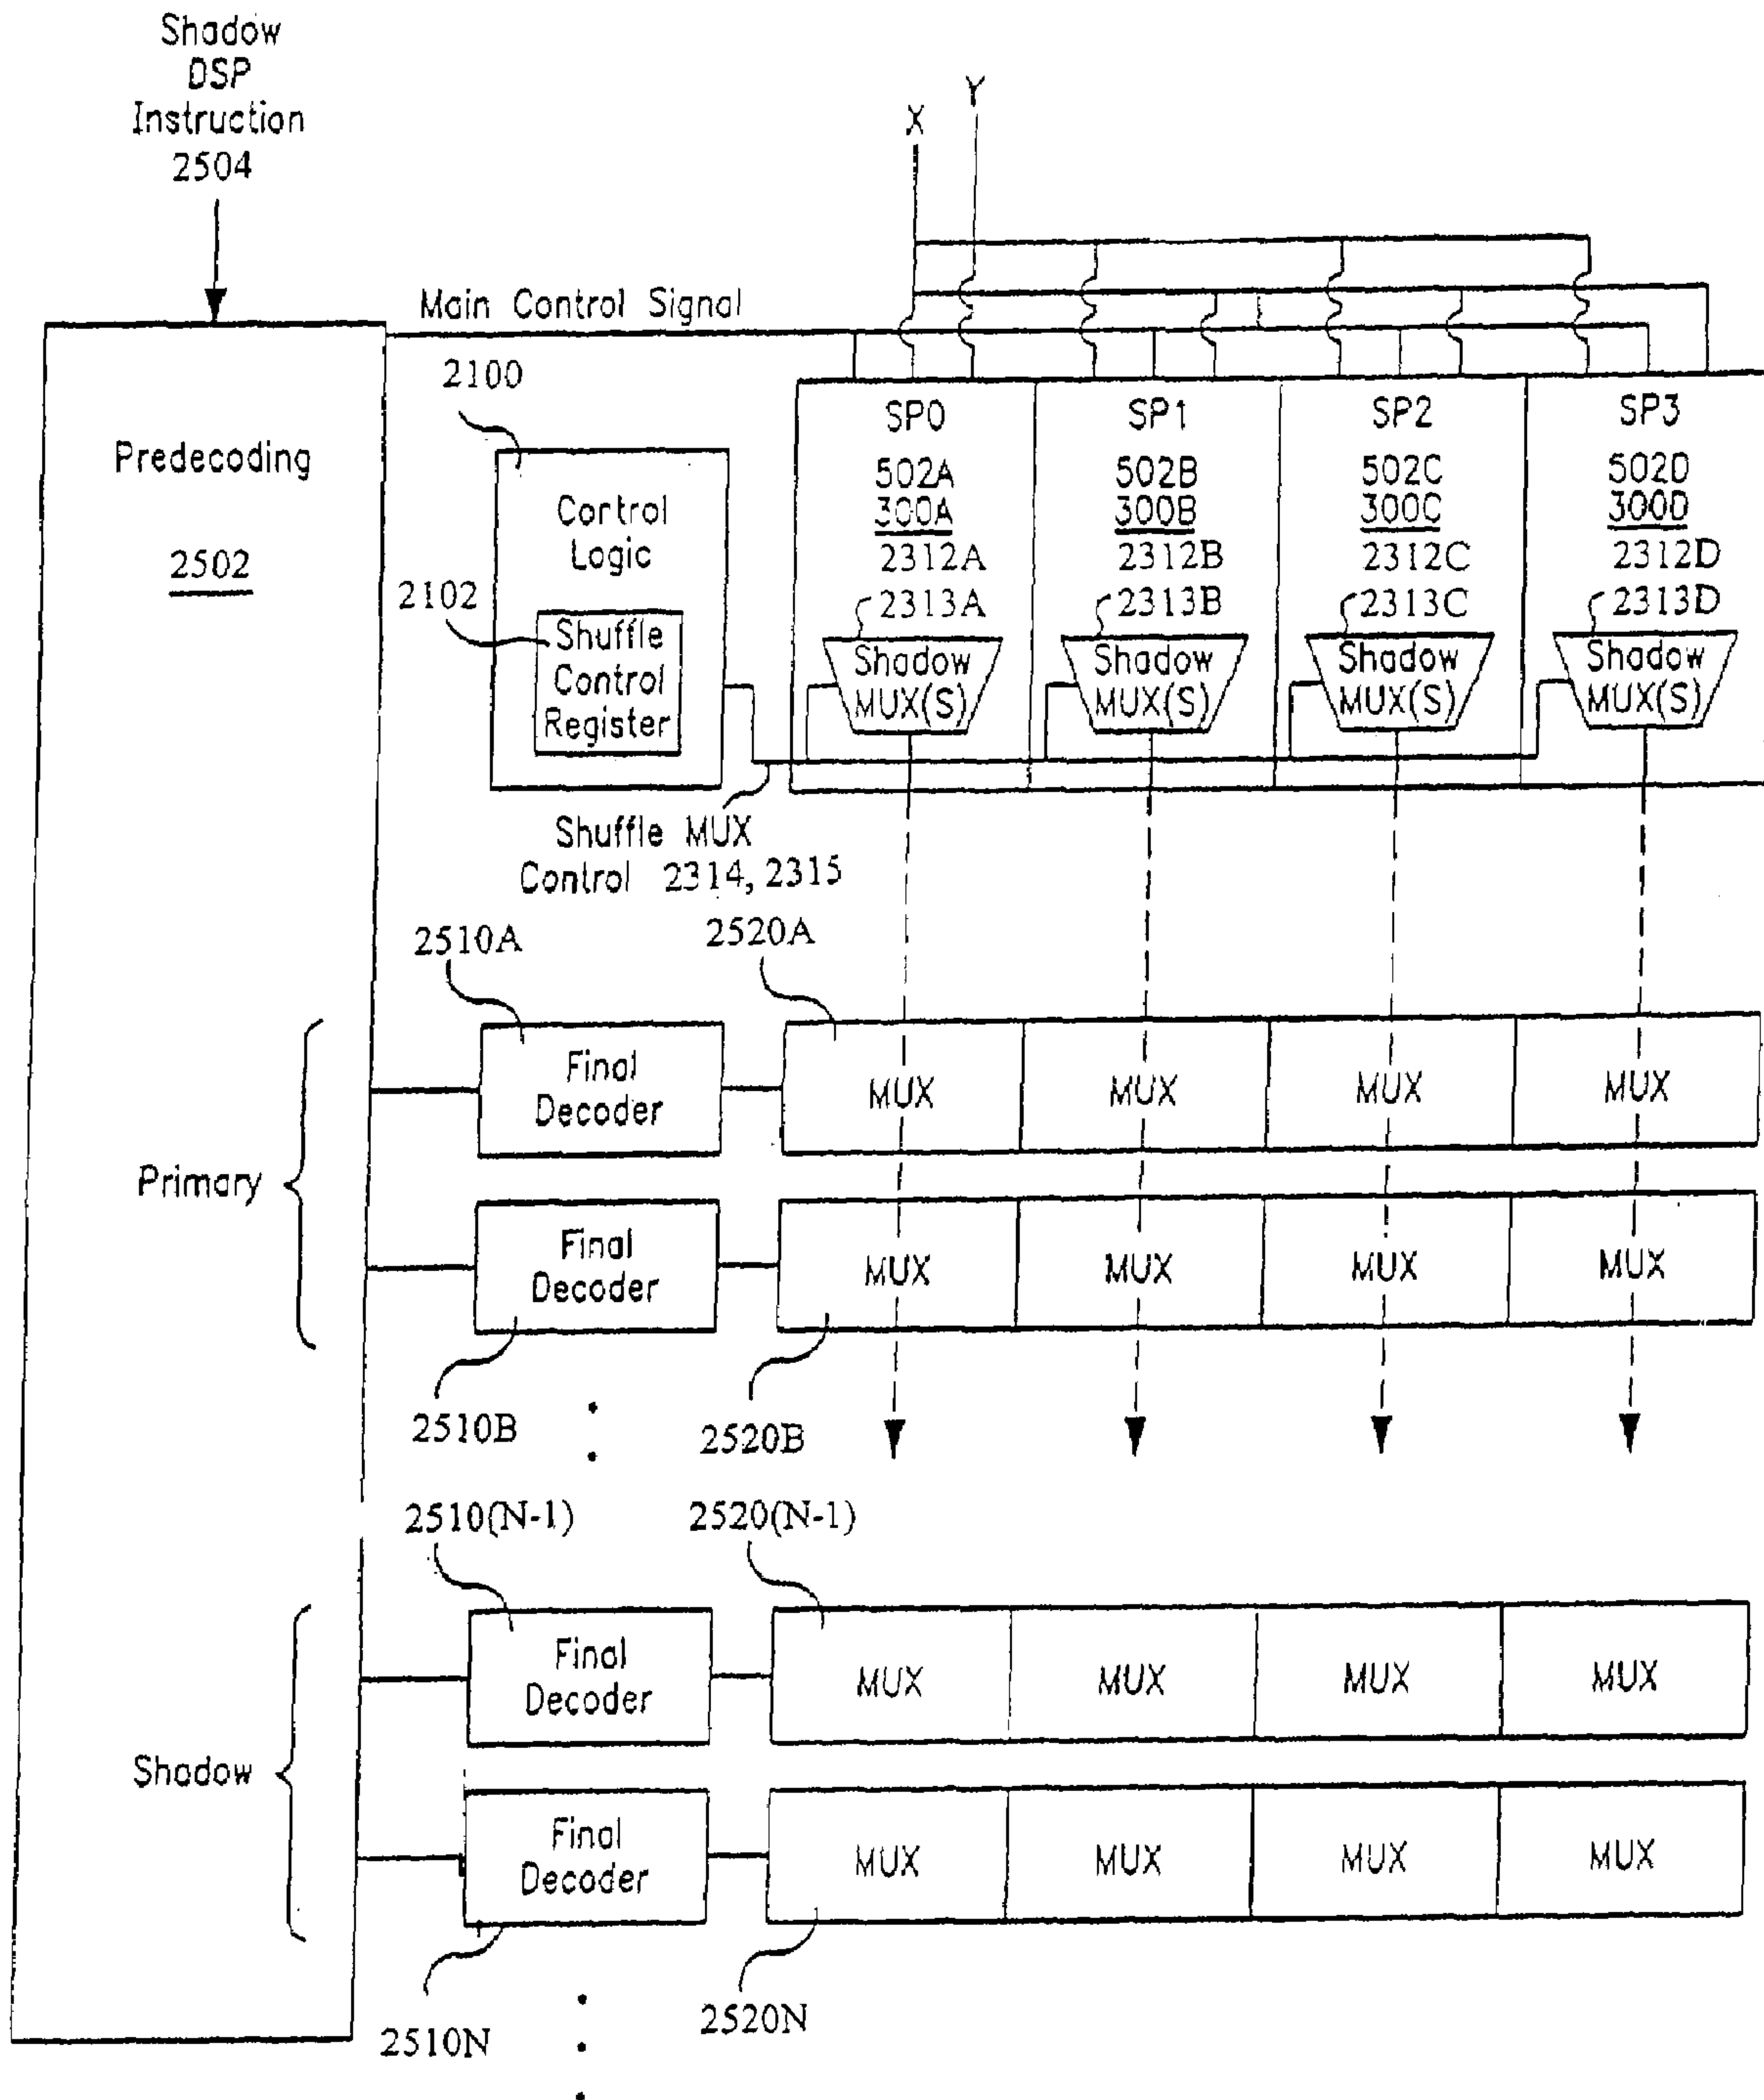 Shadow
DSP
Instruction
2504
X
Y
Main Control Signal
Predecoding
2502
2100
Control
Logic
2102
Shuffle
Control
Register
SP0
502A
300A
2312A
2313A
Shadow
MUX(S)
SP1
502B
300B
2312B
2313B
Shadow
MUX(S)
SP2
502C
300C
2312C
2313C
Shadow
MUX(S)
SP3
502D
300D
2312D
2313D
Shadow
MUX(S)
Shuffle MUX
Control 2314, 2315
2510A
2520A
Primary
Final
Decoder
MUX
MUX
MUX
MUX
Final
Decoder
MUX
MUX
MUX
MUX
2510B
2520B
2510(N-1)
2520(N-1)
Shadow
Final
Decoder
MUX
MUX
MUX
MUX
Final
Decoder
MUX
MUX
MUX
MUX
2510N
2520N